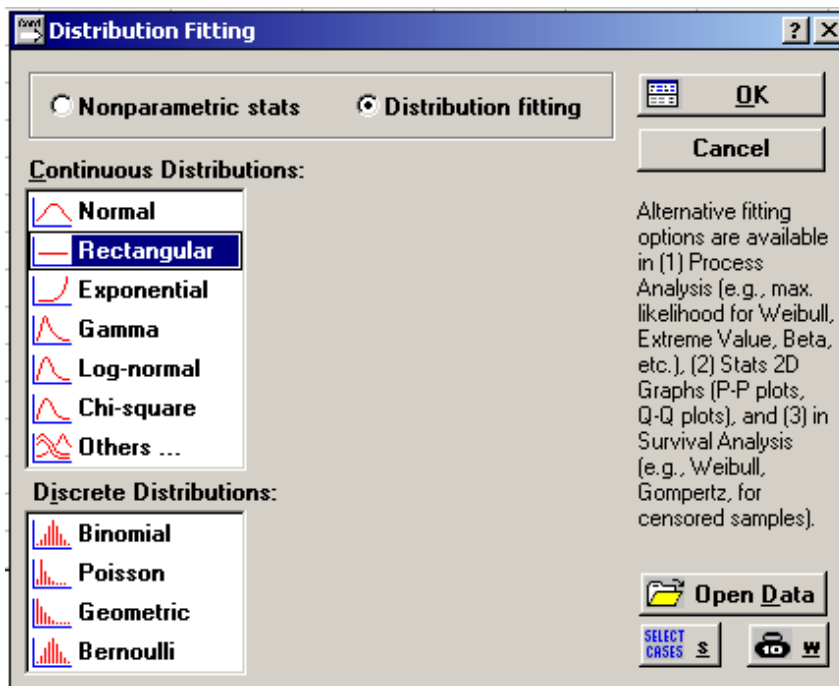 Distribution Fitting
Nonparametric stats
Distribution fitting
OK
Cancel
Continuous Distributions:
Normal
Rectangular
Exponential
Gamma
Log-normal
Chi-square
Others ...
Alternative fitting
options are available
in (1) Process
Analysis (e.g., max.
likelihood for Weibull,
Extreme Value, Beta,
etc.), (2) Stats 2D
Graphs (P-P plots,
Q-Q plots), and (3) in
Survival Analysis
(e.g., Weibull,
Gompertz, for
censored samples).
Discrete Distributions:
Binomial
Poisson
Geometric
Bernoulli
Open Data
SELECT
CASES S
W